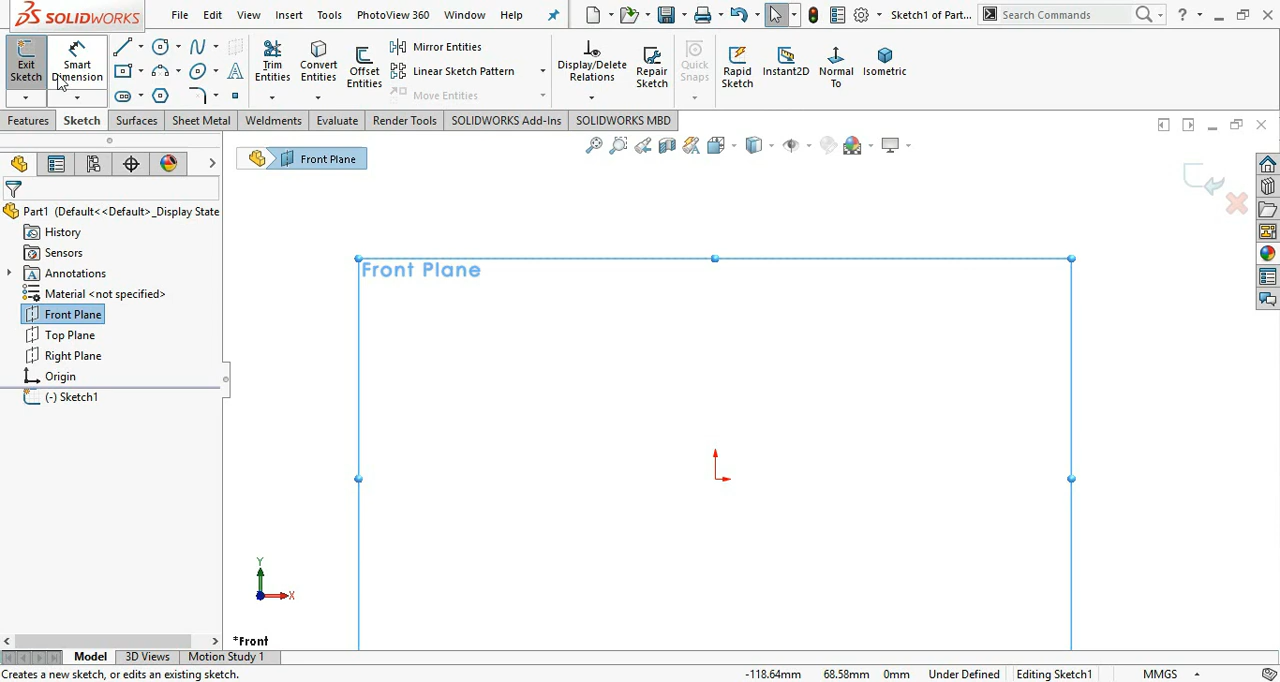 SOLIDWORKS File Edit View Insert Tools PhotoView 360 Window Help Sketch1 of Part... Search Commands ?
Exit Sketch
Smart Dimension
Trim Entities
Convert Entities
Offset Entities
Mirror Entities
Linear Sketch Pattern
Move Entities
Display/Delete Relations
Repair Sketch
Quick Snaps
Rapid Sketch
Instant2D
Normal To
Isometric
Features Sketch Surfaces Sheet Metal Weldments Evaluate Render Tools SOLIDWORKS Add-Ins SOLIDWORKS MBD
Front Plane
Part1 (Default<<Default>_Display State
History
Sensors
Annotations
Material <not specified>
Front Plane
Top Plane
Right Plane
Origin
(-) Sketch1
Front Plane
Y
X
*Front
Model 3D Views Motion Study 1
Creates a new sketch, or edits an existing sketch. -118.64mm 68.58mm 0mm Under Defined Editing Sketch1 MMGS